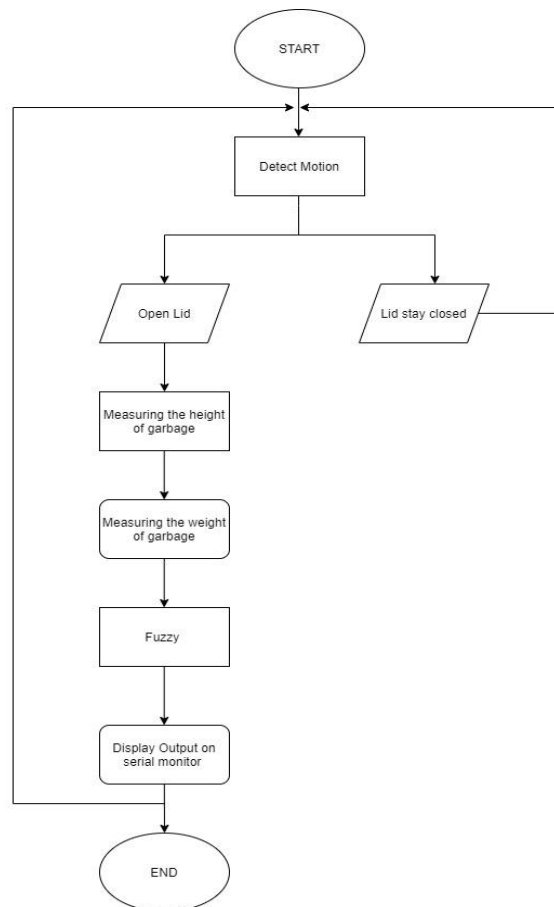 START
Detect Motion
Open Lid
Lid stay closed
Measuring the height
of garbage
Measuring the weight
of garbage
Fuzzy
Display Output on
serial monitor
END